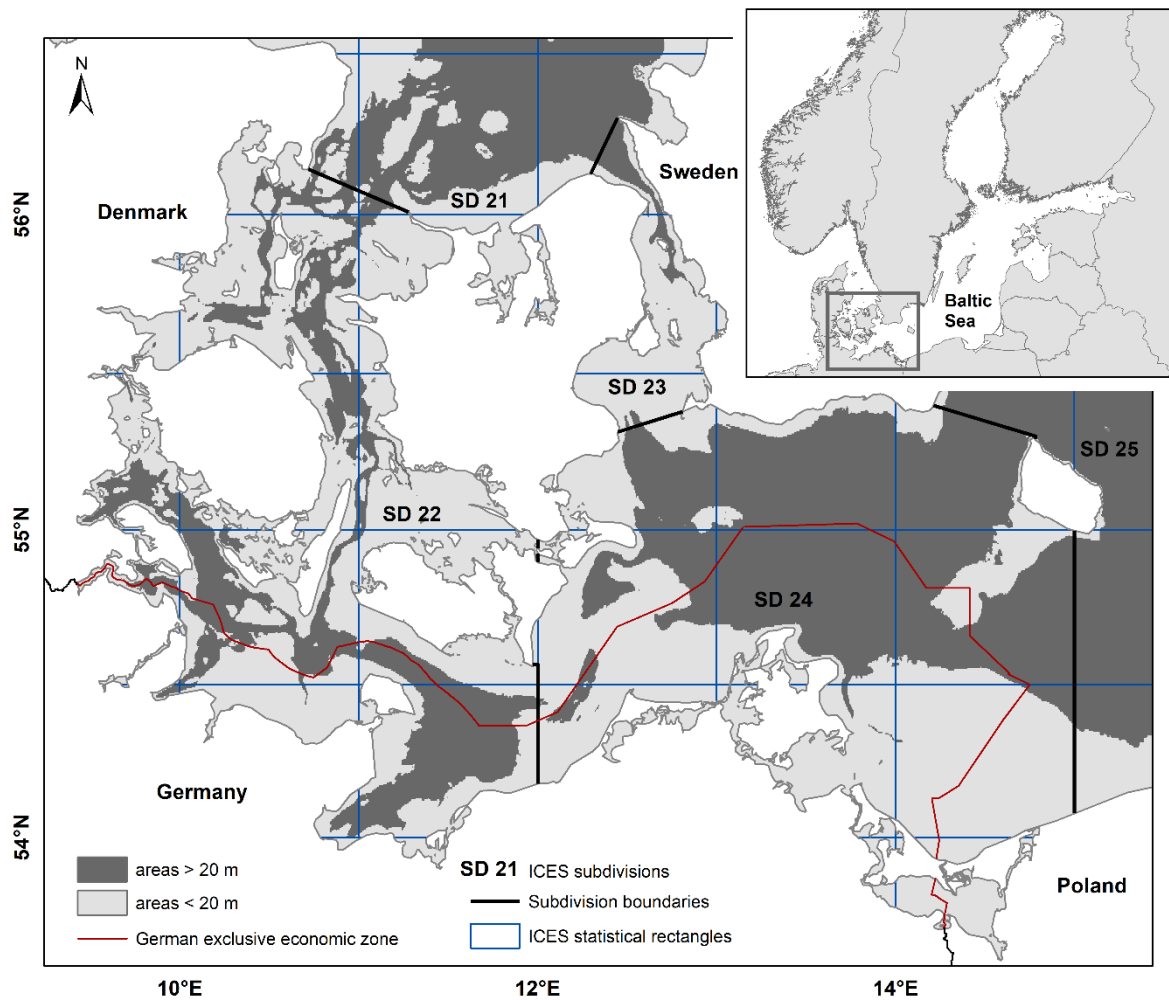 N
Sweden
SD 21
Denmark
56°N
Baltic
Sea
SD 23
SD 25
SD 22
55°N
SD 24
Germany
54°N
Poland
areas > 20 m
areas < 20 m
German exclusive economic zone
SD 21 ICES subdivisions
Subdivision boundaries
ICES statistical rectangles
10°E
12°E
14°E